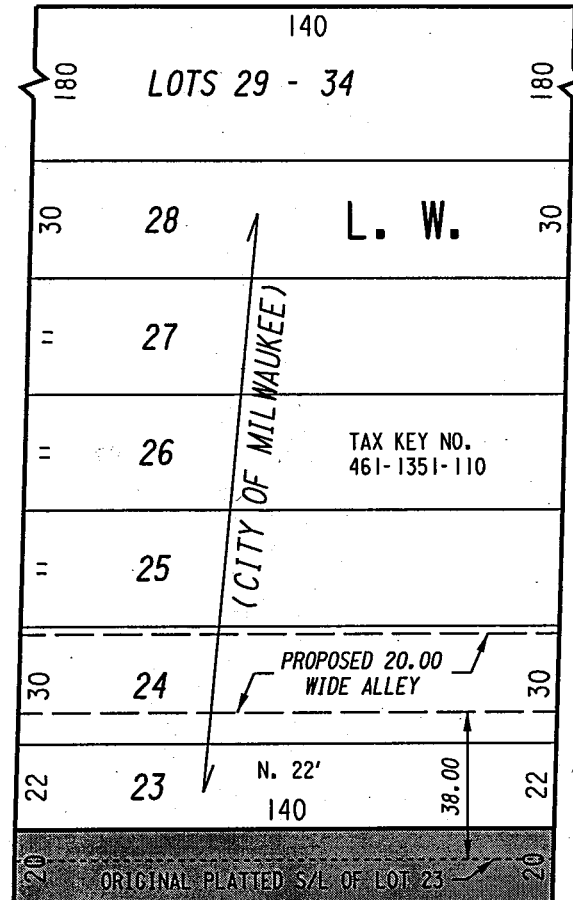 140
180 LOTS 29 - 34 180
30 28 L. W. 30
= 27
(CITY OF MILWAUKEE)
= 26 TAX KEY NO.
461-1351-110
= 25
30 24 PROPOSED 20.00 30
WIDE ALLEY
22 23 N. 22' 38.00 22
140
20 ORIGINAL PLATTED S/L OF LOT 23 20